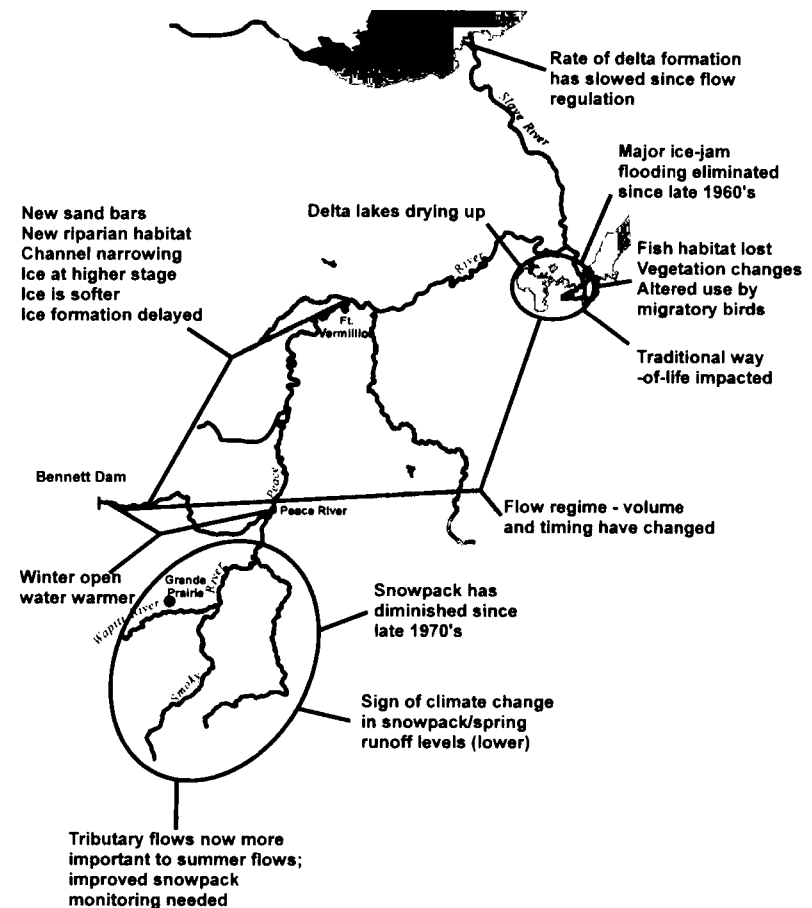 Rate of delta formation
has slowed since flow
regulation
Slave River
Major ice-jam
flooding eliminated
since late 1960's
Delta lakes drying up
New sand bars
New riparian habitat
Channel narrowing
Ice at higher stage
Ice is softer
Ice formation delayed
River
Fish habitat lost
Vegetation changes
Altered use by
migratory birds
Ft.
Vermilion
Traditional way
-of-life impacted
Bennett Dam
Peace
Peace River
Flow regime - volume
and timing have changed
Winter open
water warmer
Grande
Prairie
River
Wapiti River
Smoky
Snowpack has
diminished since
late 1970's
Sign of climate change
in snowpack/spring
runoff levels (lower)
Tributary flows now more
important to summer flows;
improved snowpack
monitoring needed